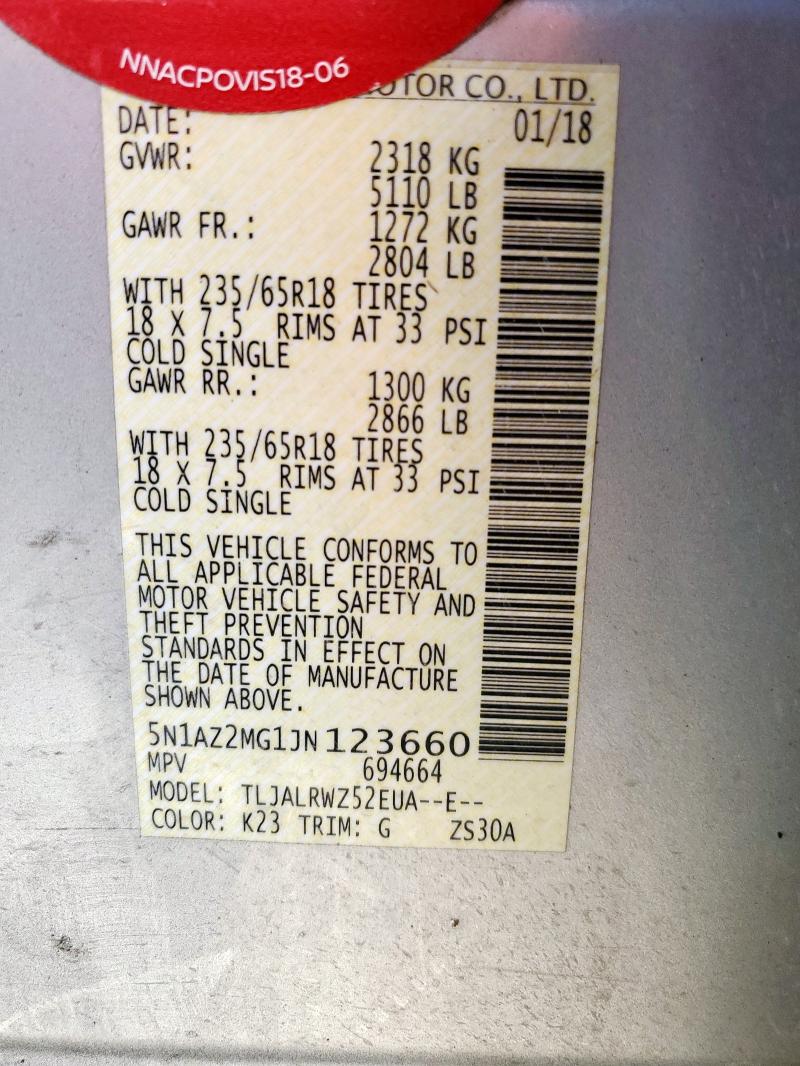 NNACPOVIS18-06
MOTOR CO., LTD.
DATE: 01/18
GVWR: 2318 KG
5110 LB
GAWR FR.: 1272 KG
2804 LB
WITH 235/65R18 TIRES
18 X 7.5 RIMS AT 33 PSI
COLD SINGLE
GAWR RR.: 1300 KG
2866 LB
WITH 235/65R18 TIRES
18 X 7.5 RIMS AT 33 PSI
COLD SINGLE
THIS VEHICLE CONFORMS TO
ALL APPLICABLE FEDERAL
MOTOR VEHICLE SAFETY AND
THEFT PREVENTION
STANDARDS IN EFFECT ON
THE DATE OF MANUFACTURE
SHOWN ABOVE.
5N1AZ2MG1JN123660
MPV 694664
MODEL: TLJALRWZ52EUA--E--
COLOR: K23 TRIM: G ZS30A